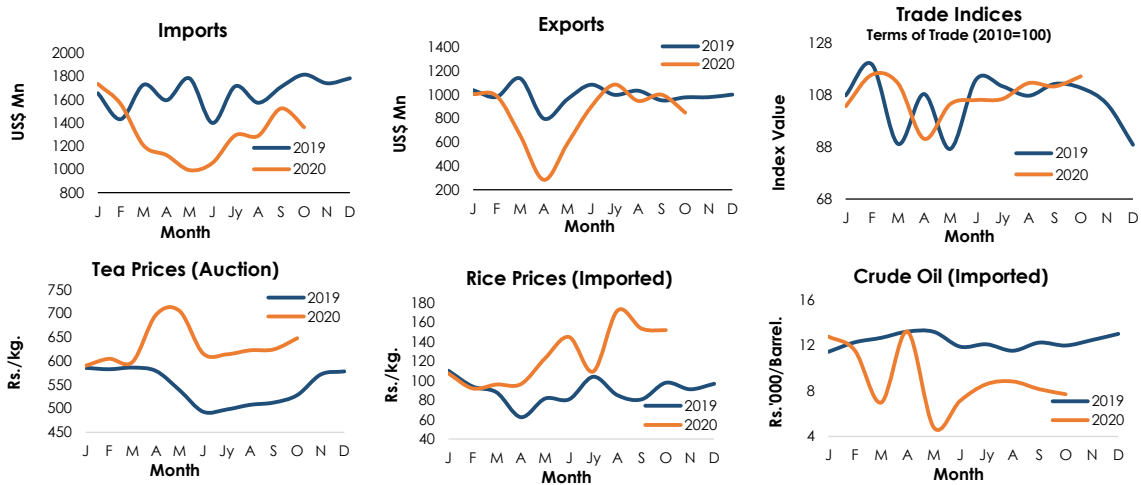 Imports
2000
1800
1600
1400
1200
1000
800
US$ Mn
2019
2020
J F M A M J Jy A S O N D
Month
Exports
1400
1200
1000
800
600
400
200
US$ Mn
2019
2020
J F M A M J Jy A S O N D
Month
Trade Indices
Terms of Trade (2010=100)
128
108
88
68
Index Value
2019
2020
J F M A M J Jy A S O N D
Month
Tea Prices (Auction)
750
700
650
600
550
500
450
Rs./kg.
2019
2020
J F M A M J Jy A S O N D
Month
Rice Prices (Imported)
180
160
140
120
100
80
60
40
Rs./kg.
2019
2020
J F M A M J Jy A S O N D
Month
Crude Oil (Imported)
16
12
8
4
Rs.'000/Barrel.
2019
2020
J F M A M J Jy A S O N D
Month